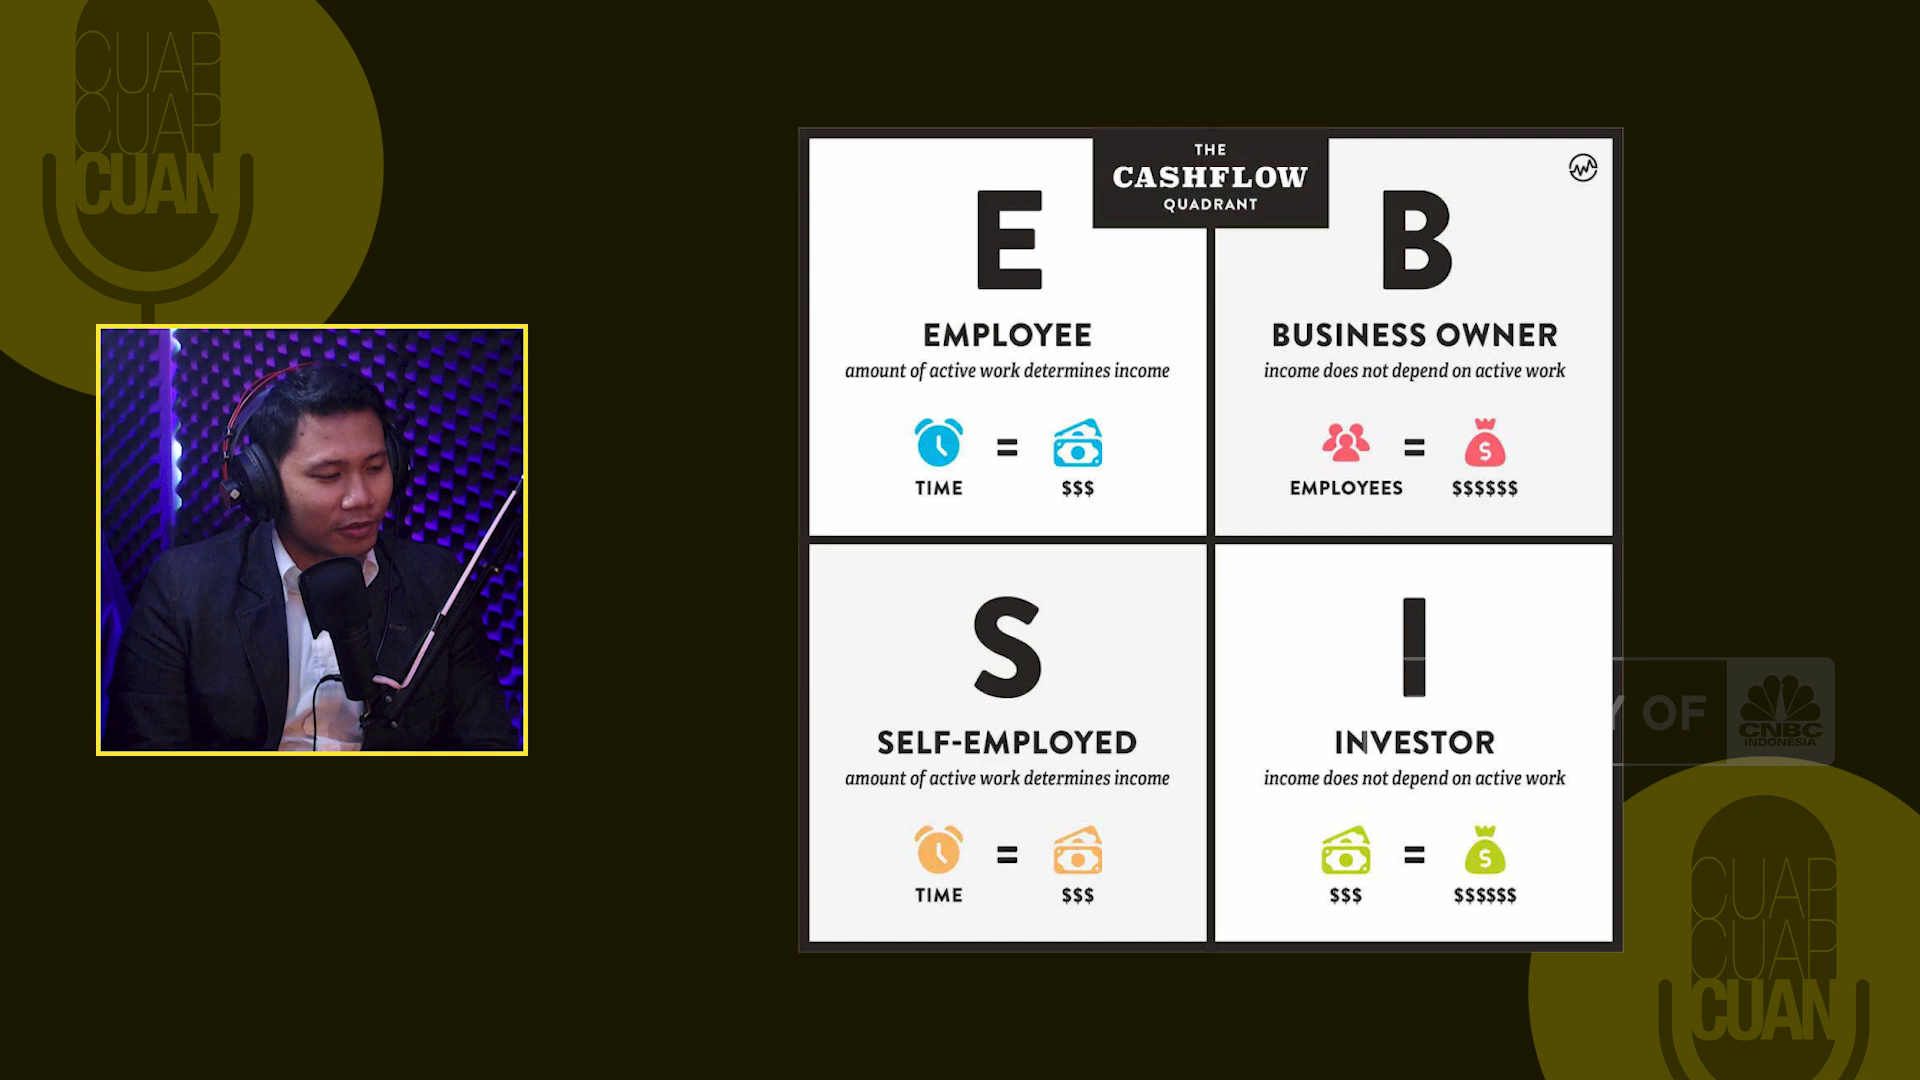 CUAP
CUAP
CUAN
THE
CASHFLOW
QUADRANT
E
EMPLOYEE
amount of active work determines income
=
TIME
$$$
B
BUSINESS OWNER
income does not depend on active work
=
$
EMPLOYEES
$$$$$$
S
SELF-EMPLOYED
amount of active work determines income
=
TIME
$$$
I
INVESTOR
income does not depend on active work
=
$
$$$
$$$$$$
Y OF
CNBC
INDONESIA
CUAP
CUAP
CUAN